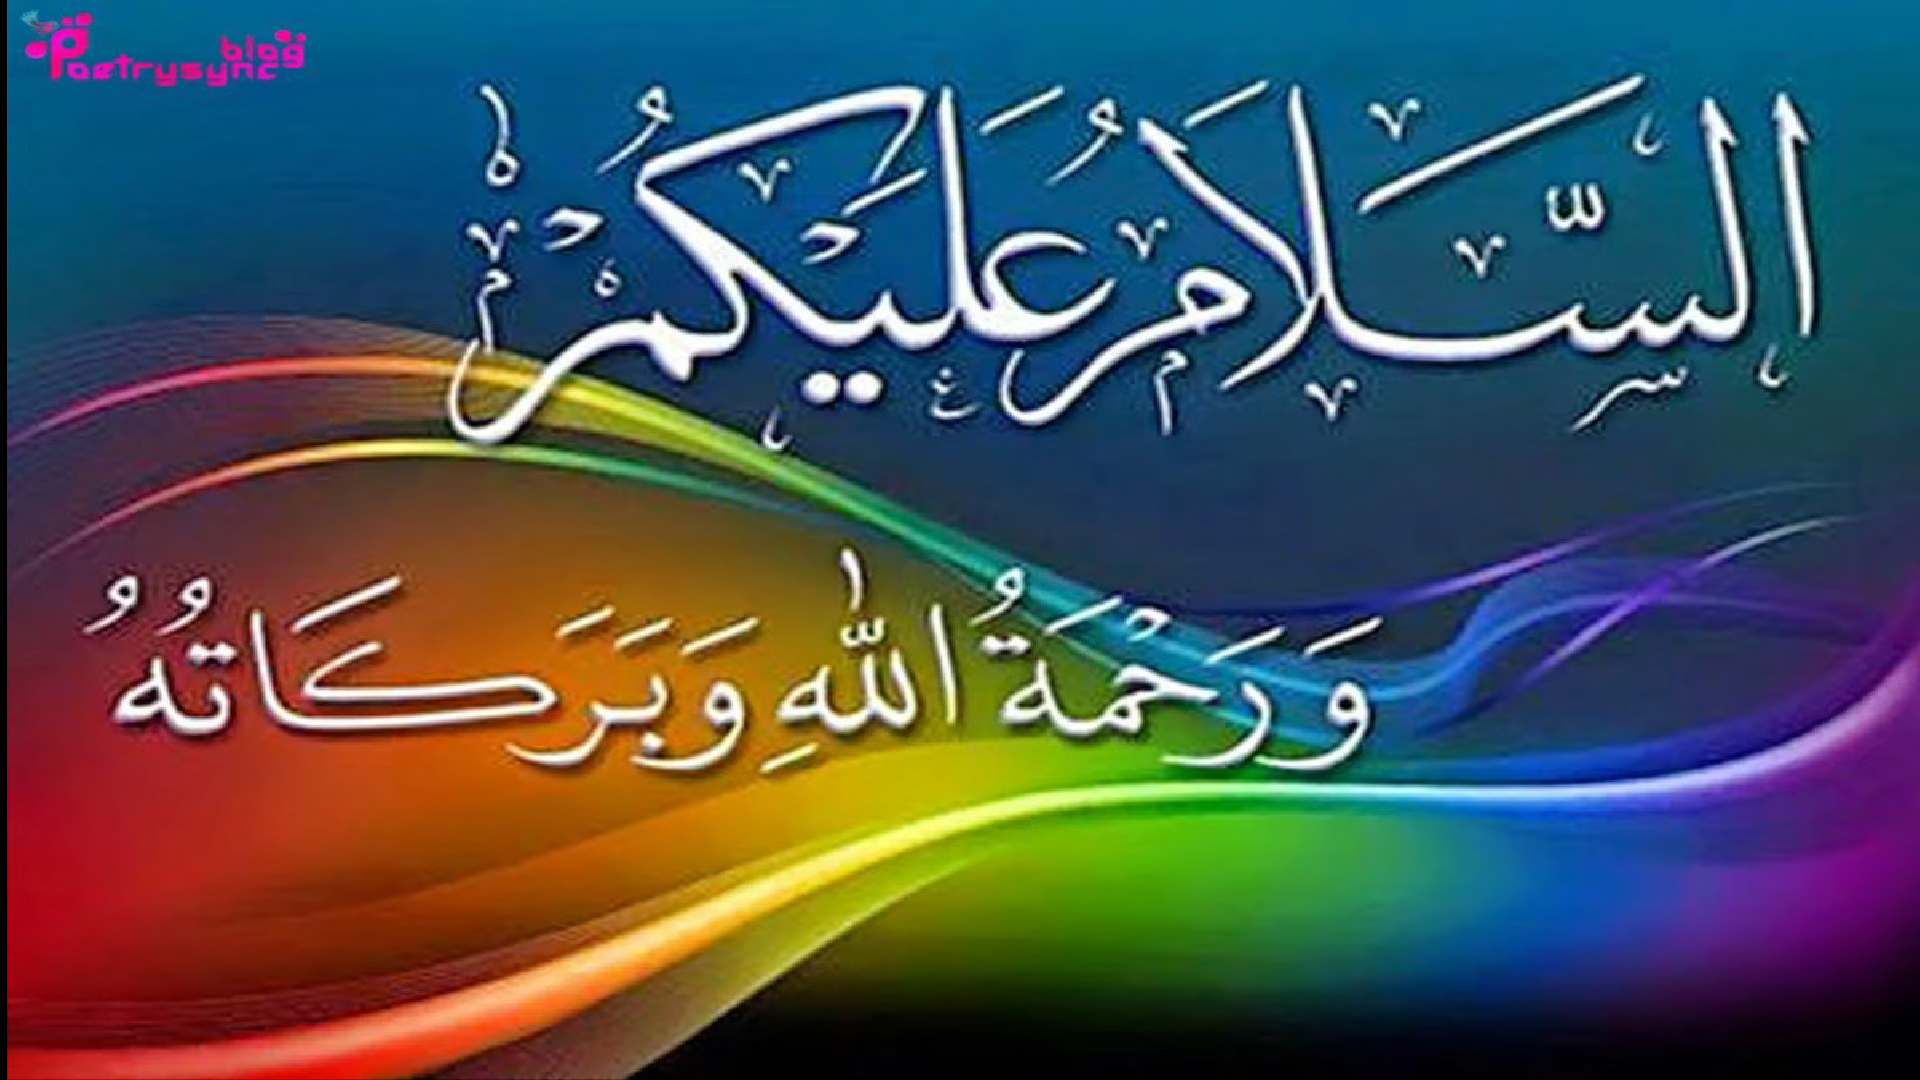 Poetrysync blog
السَّلَامُ عَلَيْكُمْ
وَرَحْمَةُ اللّٰهِ وَبَرَكَاتُهُ